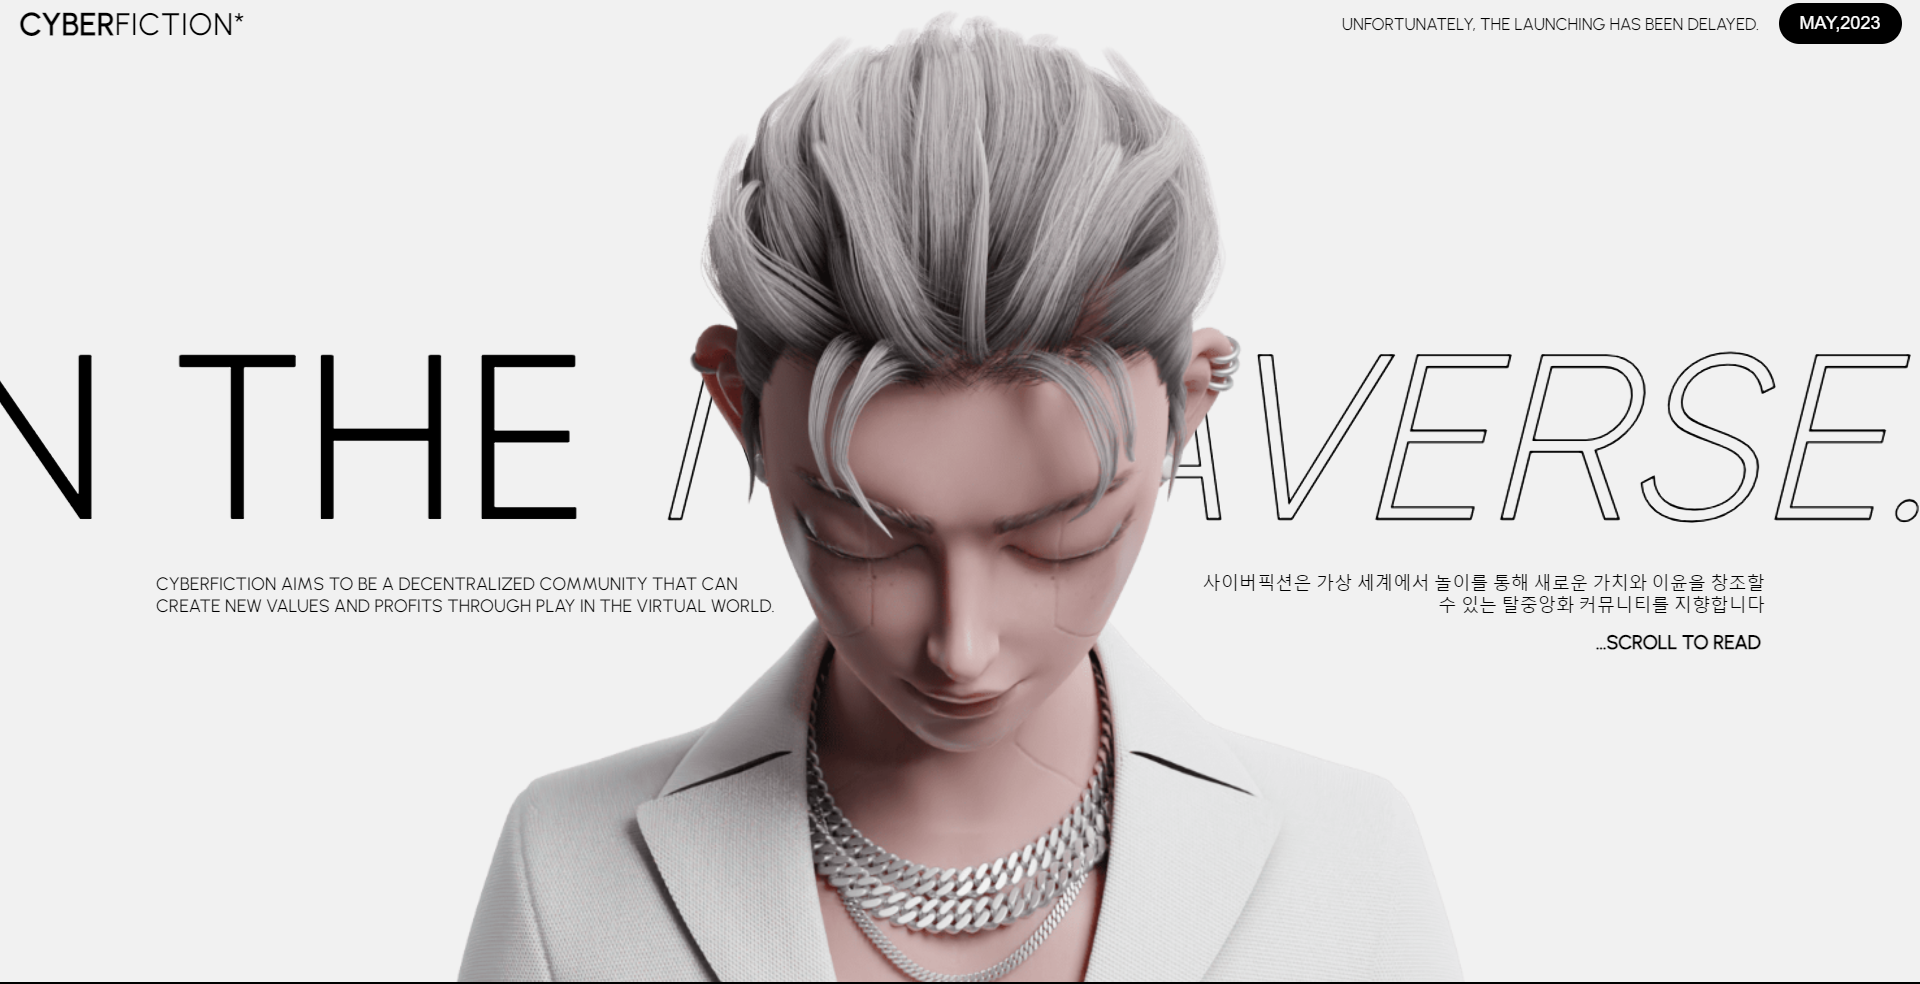 CYBERFICTION*
UNFORTUNATELY, THE LAUNCHING HAS BEEN DELAYED.
MAY,2023
N THE AVERSE.
CYBERFICTION AIMS TO BE A DECENTRALIZED COMMUNITY THAT CAN
CREATE NEW VALUES AND PROFITS THROUGH PLAY IN THE VIRTUAL WORLD.
사이버픽션은 가상 세계에서 놀이를 통해 새로운 가치와 이윤을 창조할
수 있는 탈중앙화 커뮤니티를 지향합니다
...SCROLL TO READ